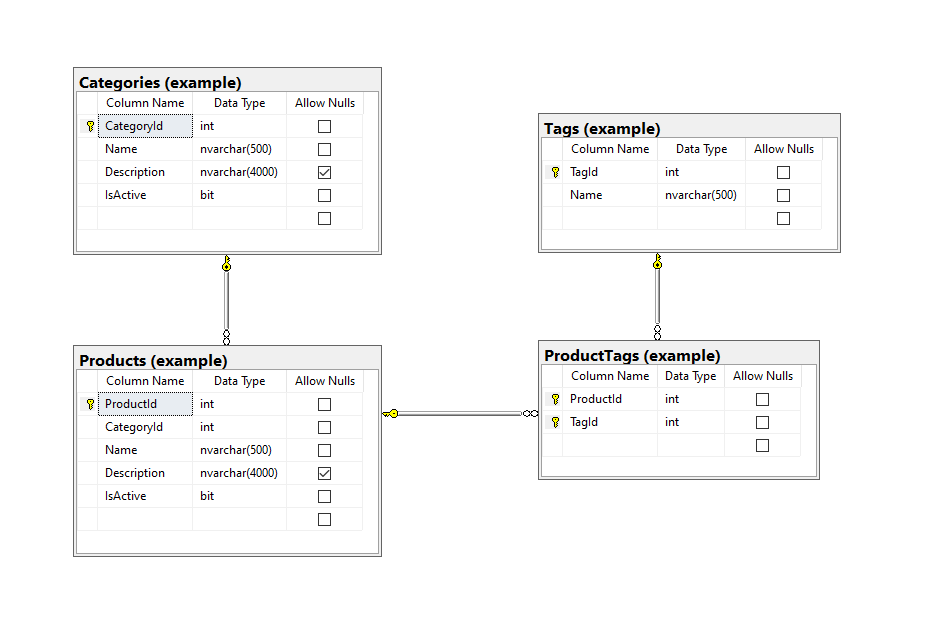 Categories (example)
Column Name Data Type Allow Nulls
CategoryId int
Name nvarchar(500)
Description nvarchar(4000)
IsActive bit
Tags (example)
Column Name Data Type Allow Nulls
TagId int
Name nvarchar(500)
Products (example)
Column Name Data Type Allow Nulls
ProductId int
CategoryId int
Name nvarchar(500)
Description nvarchar(4000)
IsActive bit
ProductTags (example)
Column Name Data Type Allow Nulls
ProductId int
TagId int